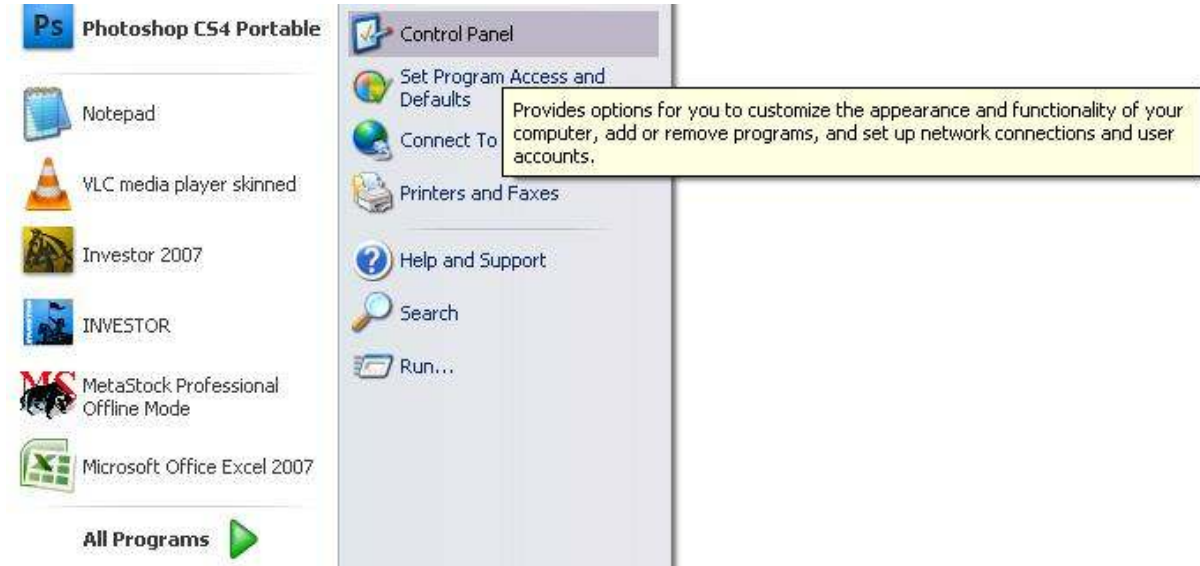 Ps Photoshop CS4 Portable
Notepad
VLC media player skinned
Investor 2007
INVESTOR
MS MetaStock Professional
Offline Mode
Microsoft Office Excel 2007
All Programs
Control Panel
Set Program Access and
Defaults
Connect To
Printers and Faxes
Help and Support
Search
Run...
Provides options for you to customize the appearance and functionality of your
computer, add or remove programs, and set up network connections and user
accounts.